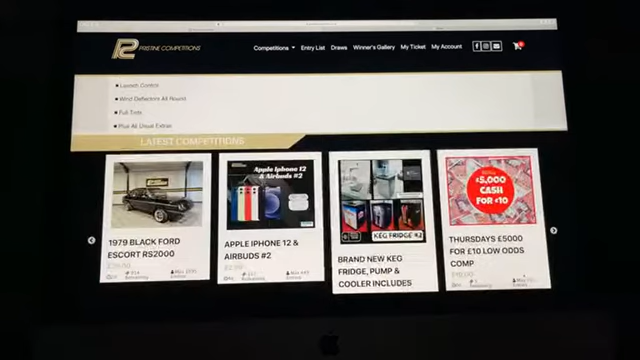 PRISTINE COMPETITIONS
Competitions Entry List Draws Winner's Gallery My Ticket My Account
Launch Control
Wind Deflectors All Round
Full Tints
Plus All Usual Extras
LATEST COMPETITIONS
Apple Iphone 12
& Airbuds #2
£5,000
CASH
FOR £10
KEG FRIDGE #2
1979 BLACK FORD
ESCORT RS2000
APPLE IPHONE 12 &
AIRBUDS #2
BRAND NEW KEG
FRIDGE, PUMP &
COOLER INCLUDES
THURSDAYS £5000
FOR £10 LOW ODDS
COMP